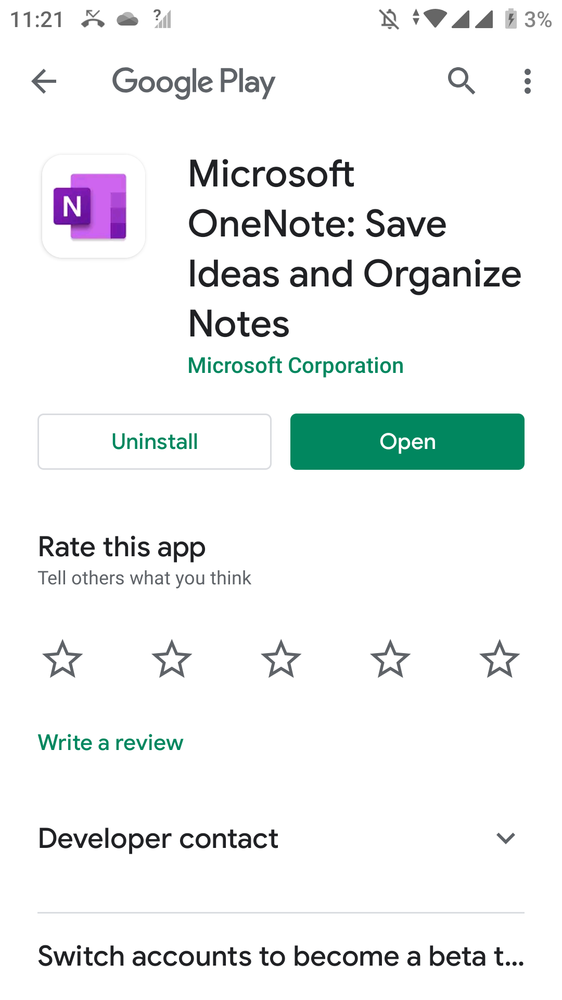 11:21 ? 3%
Google Play
N
Microsoft
OneNote: Save
Ideas and Organize
Notes
Microsoft Corporation
Uninstall Open
Rate this app
Tell others what you think
Write a review
Developer contact
Switch accounts to become a beta t...